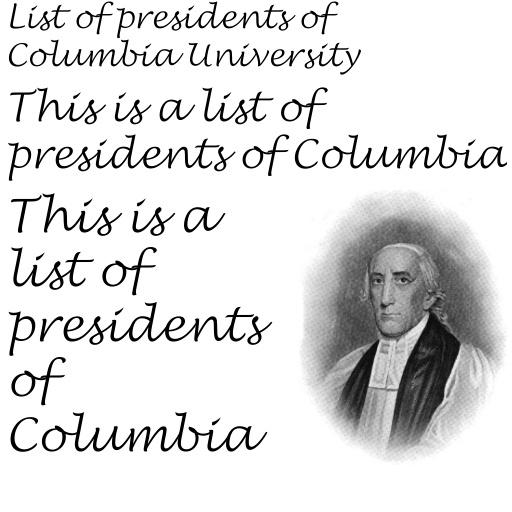 List of presidents of
Columbia University
This is a list of
presidents of Columbia
This is a
list of
presidents
of
Columbia